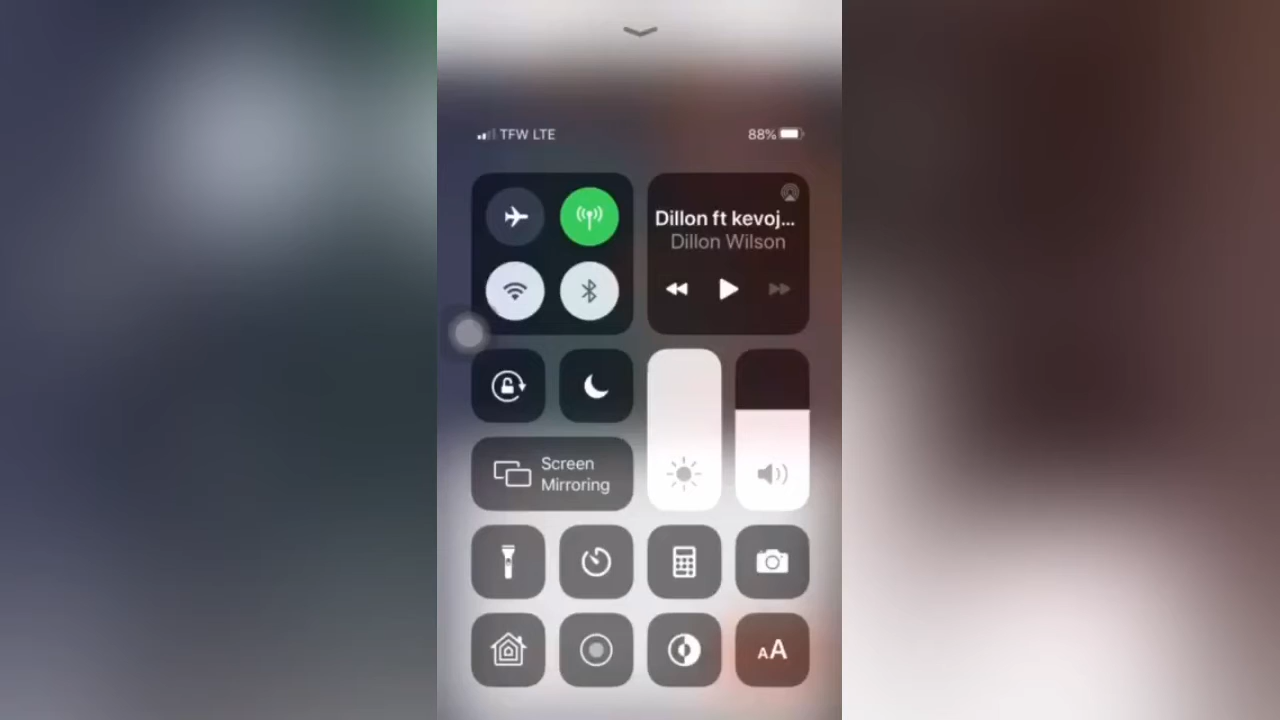 TFW LTE
88%
Dillon ft kevoj...
Dillon Wilson
Screen
Mirroring
AA